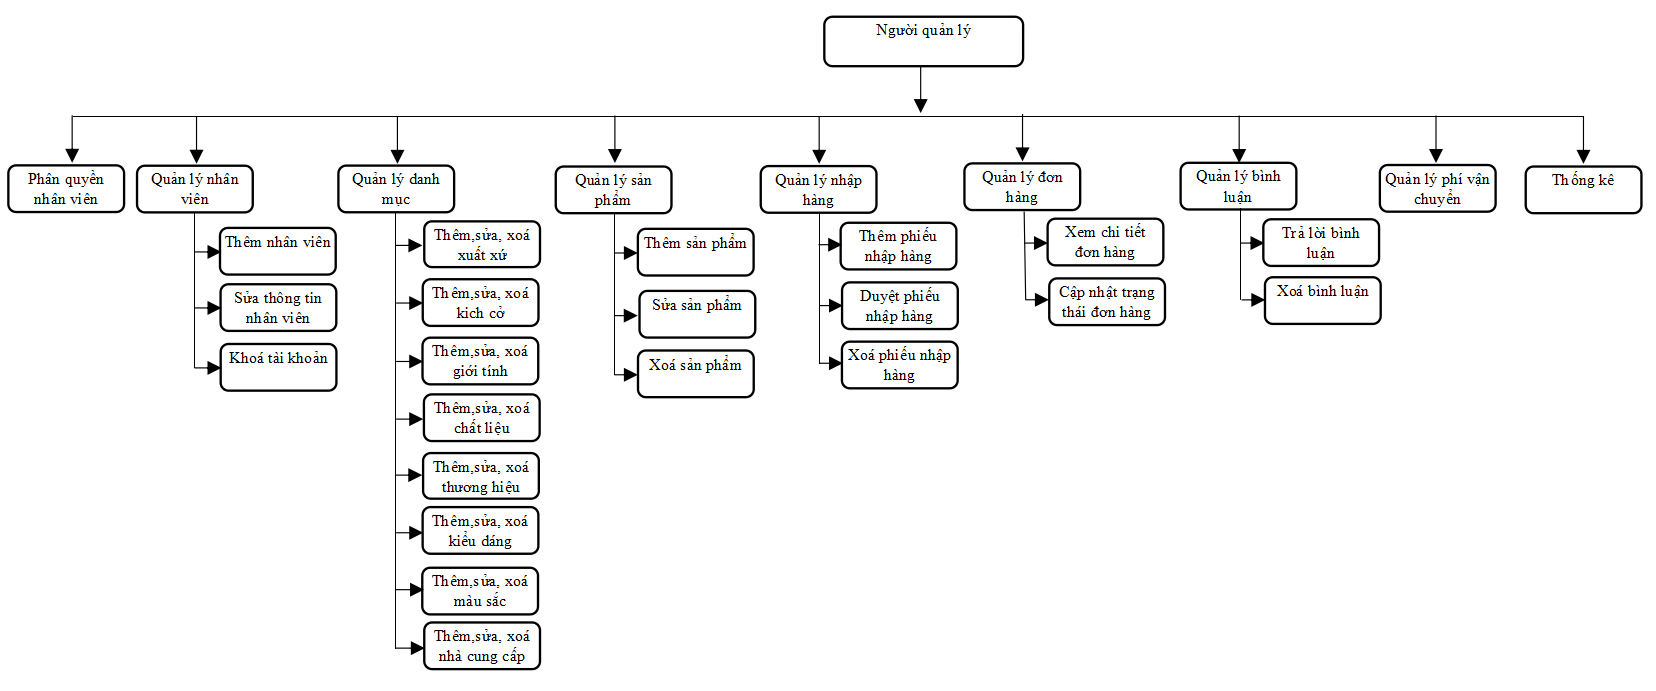 Người quản lý
Phân quyền
nhân viên
Quản lý nhân
viên
Quản lý danh
mục
Quản lý sản
phẩm
Quản lý nhập
hàng
Quản lý đơn
hàng
Quản lý bình
luận
Quản lý phí vận
chuyển
Thống kê
Thêm nhân viên
Sửa thông tin
nhân viên
Khoá tài khoản
Thêm,sửa, xoá
xuất xứ
Thêm,sửa, xoá
kich cở
Thêm,sửa, xoá
giới tính
Thêm,sửa, xoá
chất liệu
Thêm,sửa, xoá
thương hiệu
Thêm,sửa, xoá
kiểu dáng
Thêm,sửa, xoá
màu sắc
Thêm,sửa, xoá
nhà cung cấp
Thêm sản phẩm
Sửa sản phẩm
Xoá sản phẩm
Thêm phiếu
nhập hàng
Duyệt phiếu
nhập hàng
Xoá phiếu nhập
hàng
Xem chi tiết
đơn hàng
Cập nhật trạng
thái đơn hàng
Trả lời bình
luận
Xoá bình luận